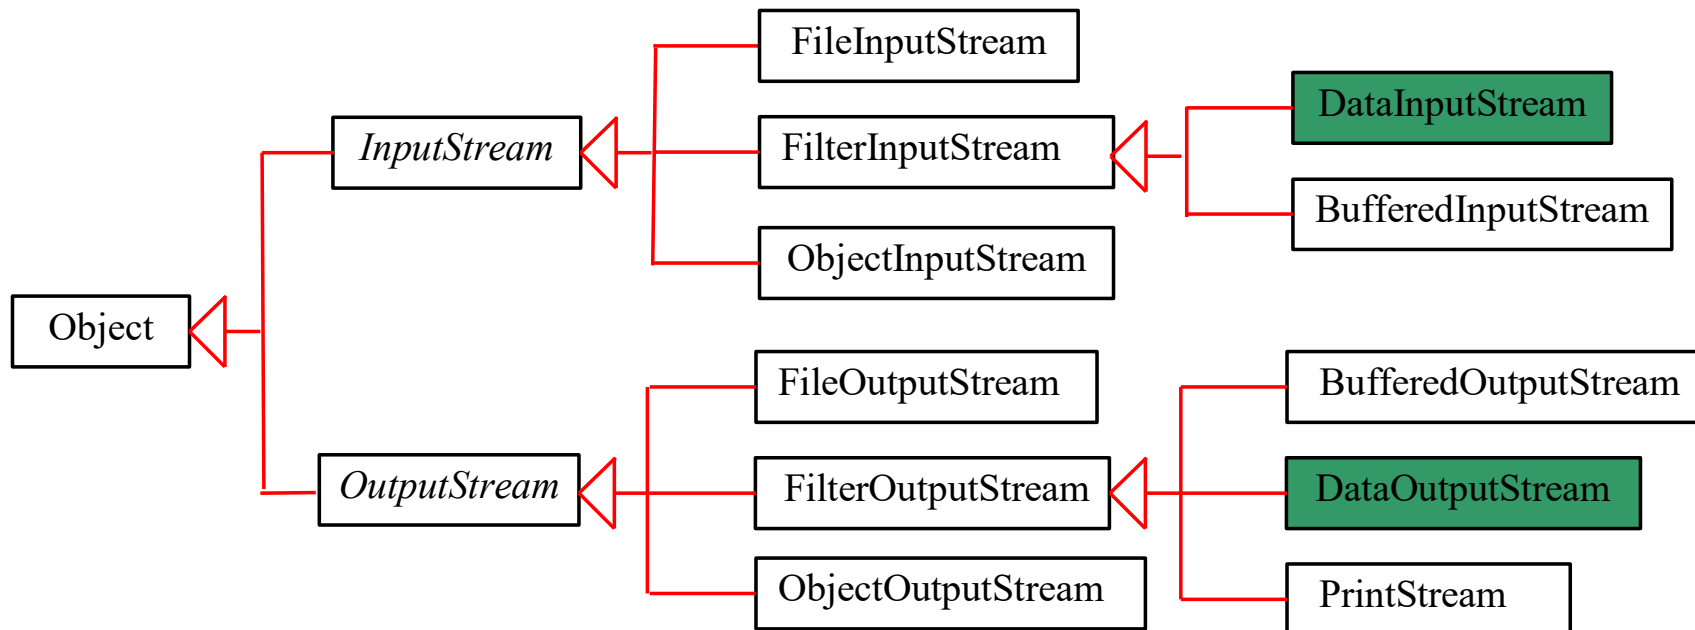 FileInputStream
DataInputStream
InputStream
FilterInputStream
BufferedInputStream
ObjectInputStream
Object
FileOutputStream
BufferedOutputStream
OutputStream
FilterOutputStream
DataOutputStream
ObjectOutputStream
PrintStream